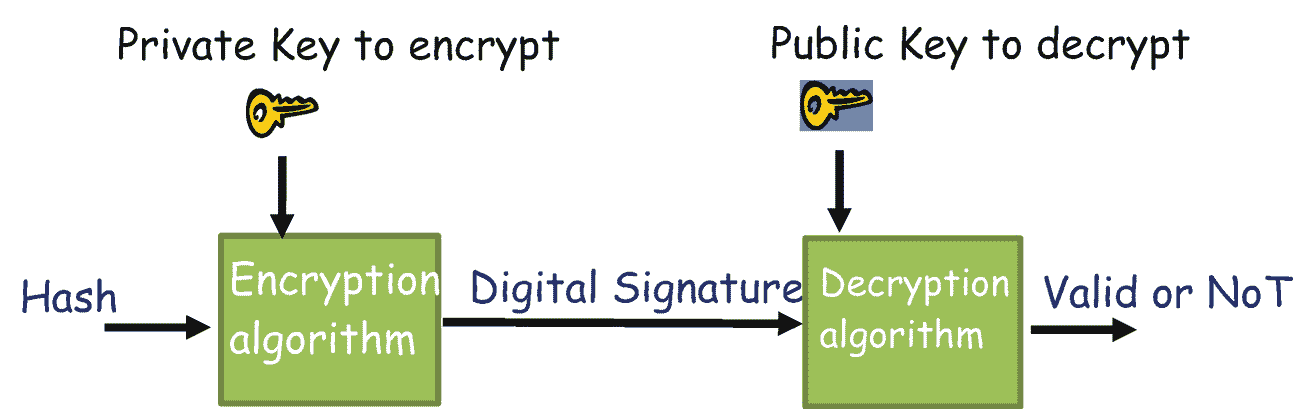 Private Key to encrypt
Public Key to decrypt
Hash
Encryption
algorithm
Digital Signature
Decryption
algorithm
Valid or NoT